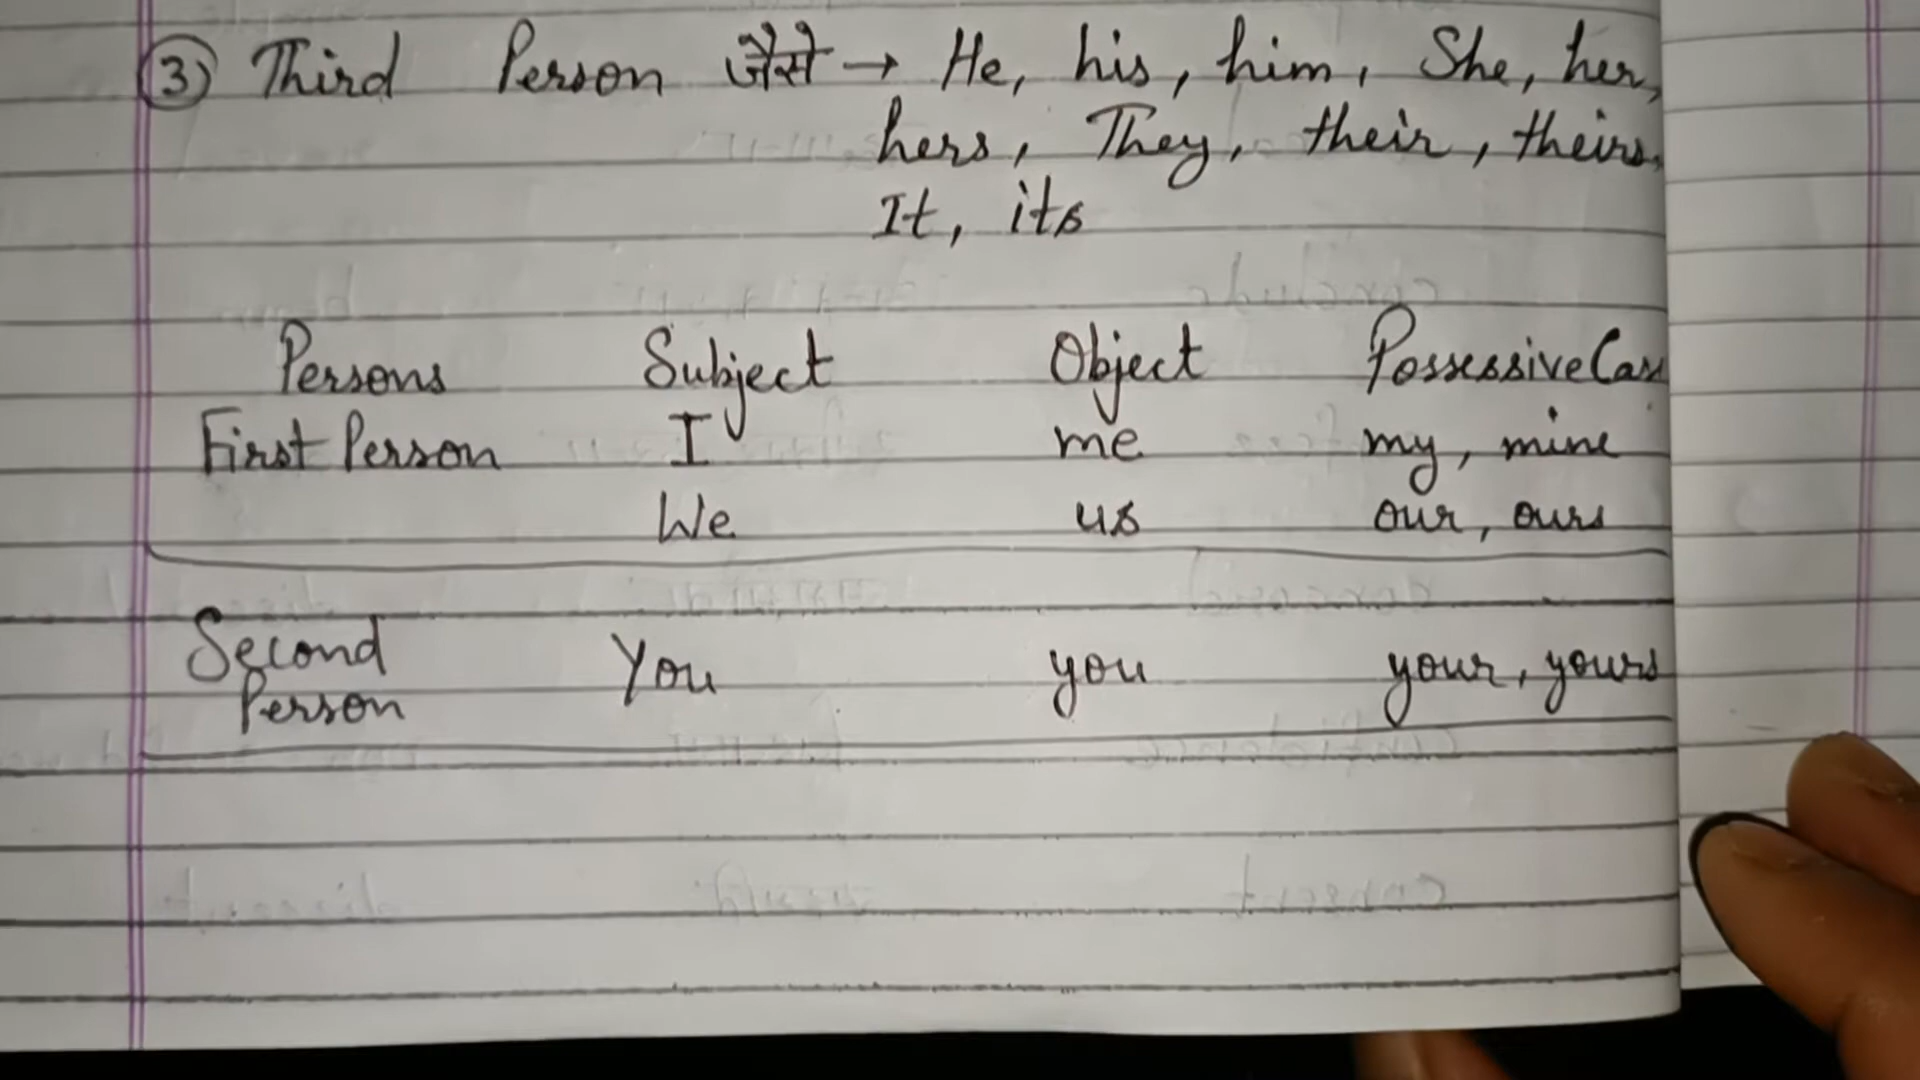 3) Third Person जैसे → He, his, him, She, her,
hers, They, their, theirs,
It, its
Persons Subject Object Possessive Cas
First Person I me my, mine
We us our, ours
Second You you your, yours
Person